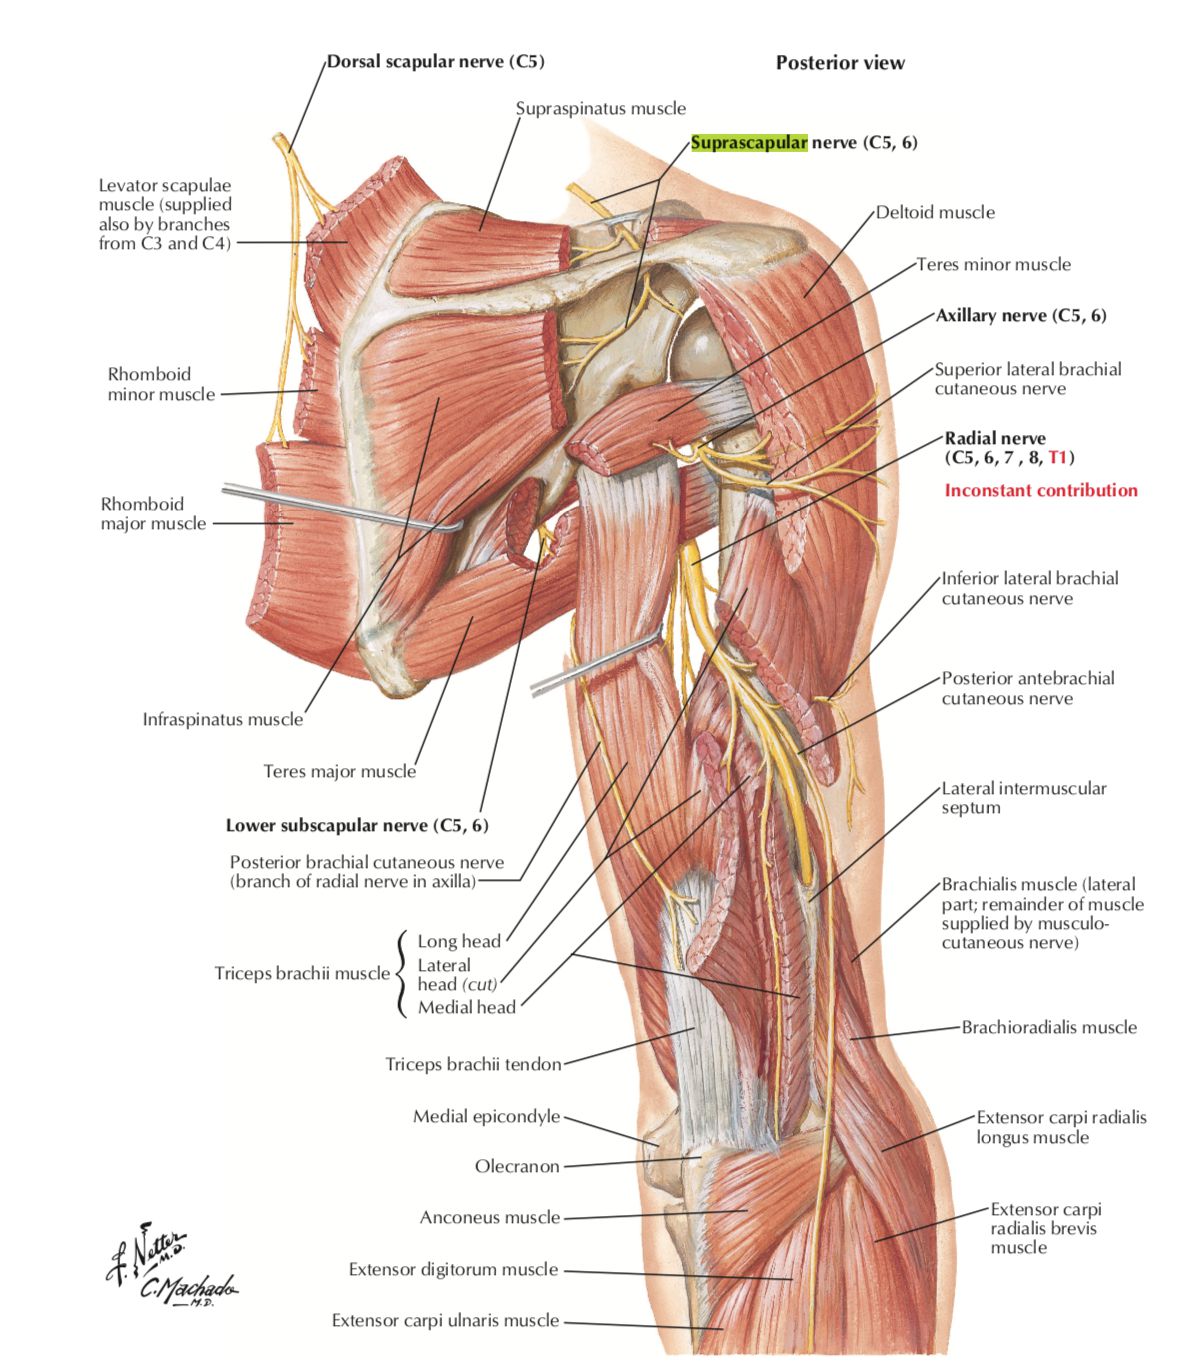 Dorsal scapular nerve (C5)
Posterior view
Supraspinatus muscle
Suprascapular nerve (C5, 6)
Levator scapulae
muscle (supplied
also by branches
from C3 and C4)
Deltoid muscle
Teres minor muscle
Axillary nerve (C5, 6)
Rhomboid
minor muscle
Superior lateral brachial
cutaneous nerve
Radial nerve
(C5, 6, 7 , 8, T1)
Inconstant contribution
Rhomboid
major muscle
Inferior lateral brachial
cutaneous nerve
Posterior antebrachial
cutaneous nerve
Infraspinatus muscle
Teres major muscle
Lateral intermuscular
septum
Lower subscapular nerve (C5, 6)
Posterior brachial cutaneous nerve
(branch of radial nerve in axilla)
Brachialis muscle (lateral
part; remainder of muscle
supplied by musculo-
cutaneous nerve)
Triceps brachii muscle
Long head
Lateral
head (cut)
Medial head
Brachioradialis muscle
Triceps brachii tendon
Medial epicondyle
Extensor carpi radialis
longus muscle
Olecranon
Anconeus muscle
Extensor carpi
radialis brevis
muscle
Extensor digitorum muscle
Extensor carpi ulnaris muscle
F. Netter
M.D.
C. Machado
M.D.